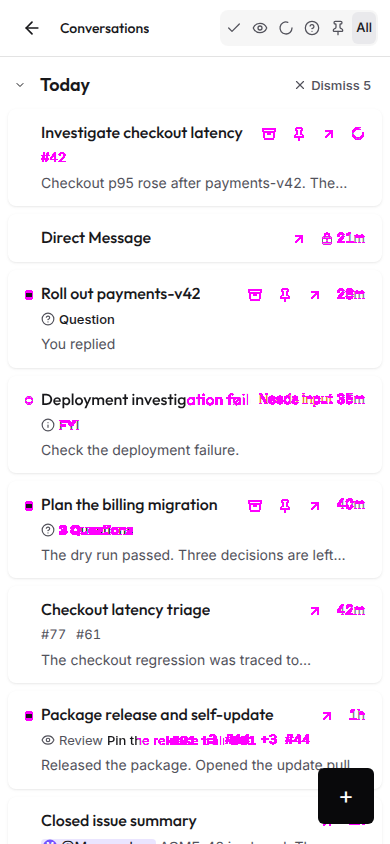 Conversations
All
Today
Dismiss 5
Investigate checkout latency
#42
Checkout p95 rose after payments-v42. The...
Direct Message 21m
Roll out payments-v42
Question
You replied
Deployment investigation fail Needs Input 35m
FYI
Check the deployment failure.
Plan the billing migration 40m
Questions
The dry run passed. Three decisions are left...
Checkout latency triage 42m
#77 #61
The checkout regression was traced to...
Package release and self-update 1h
Review Pin the +3 #44
Released the package. Opened the update pull
+
Closed issue summary